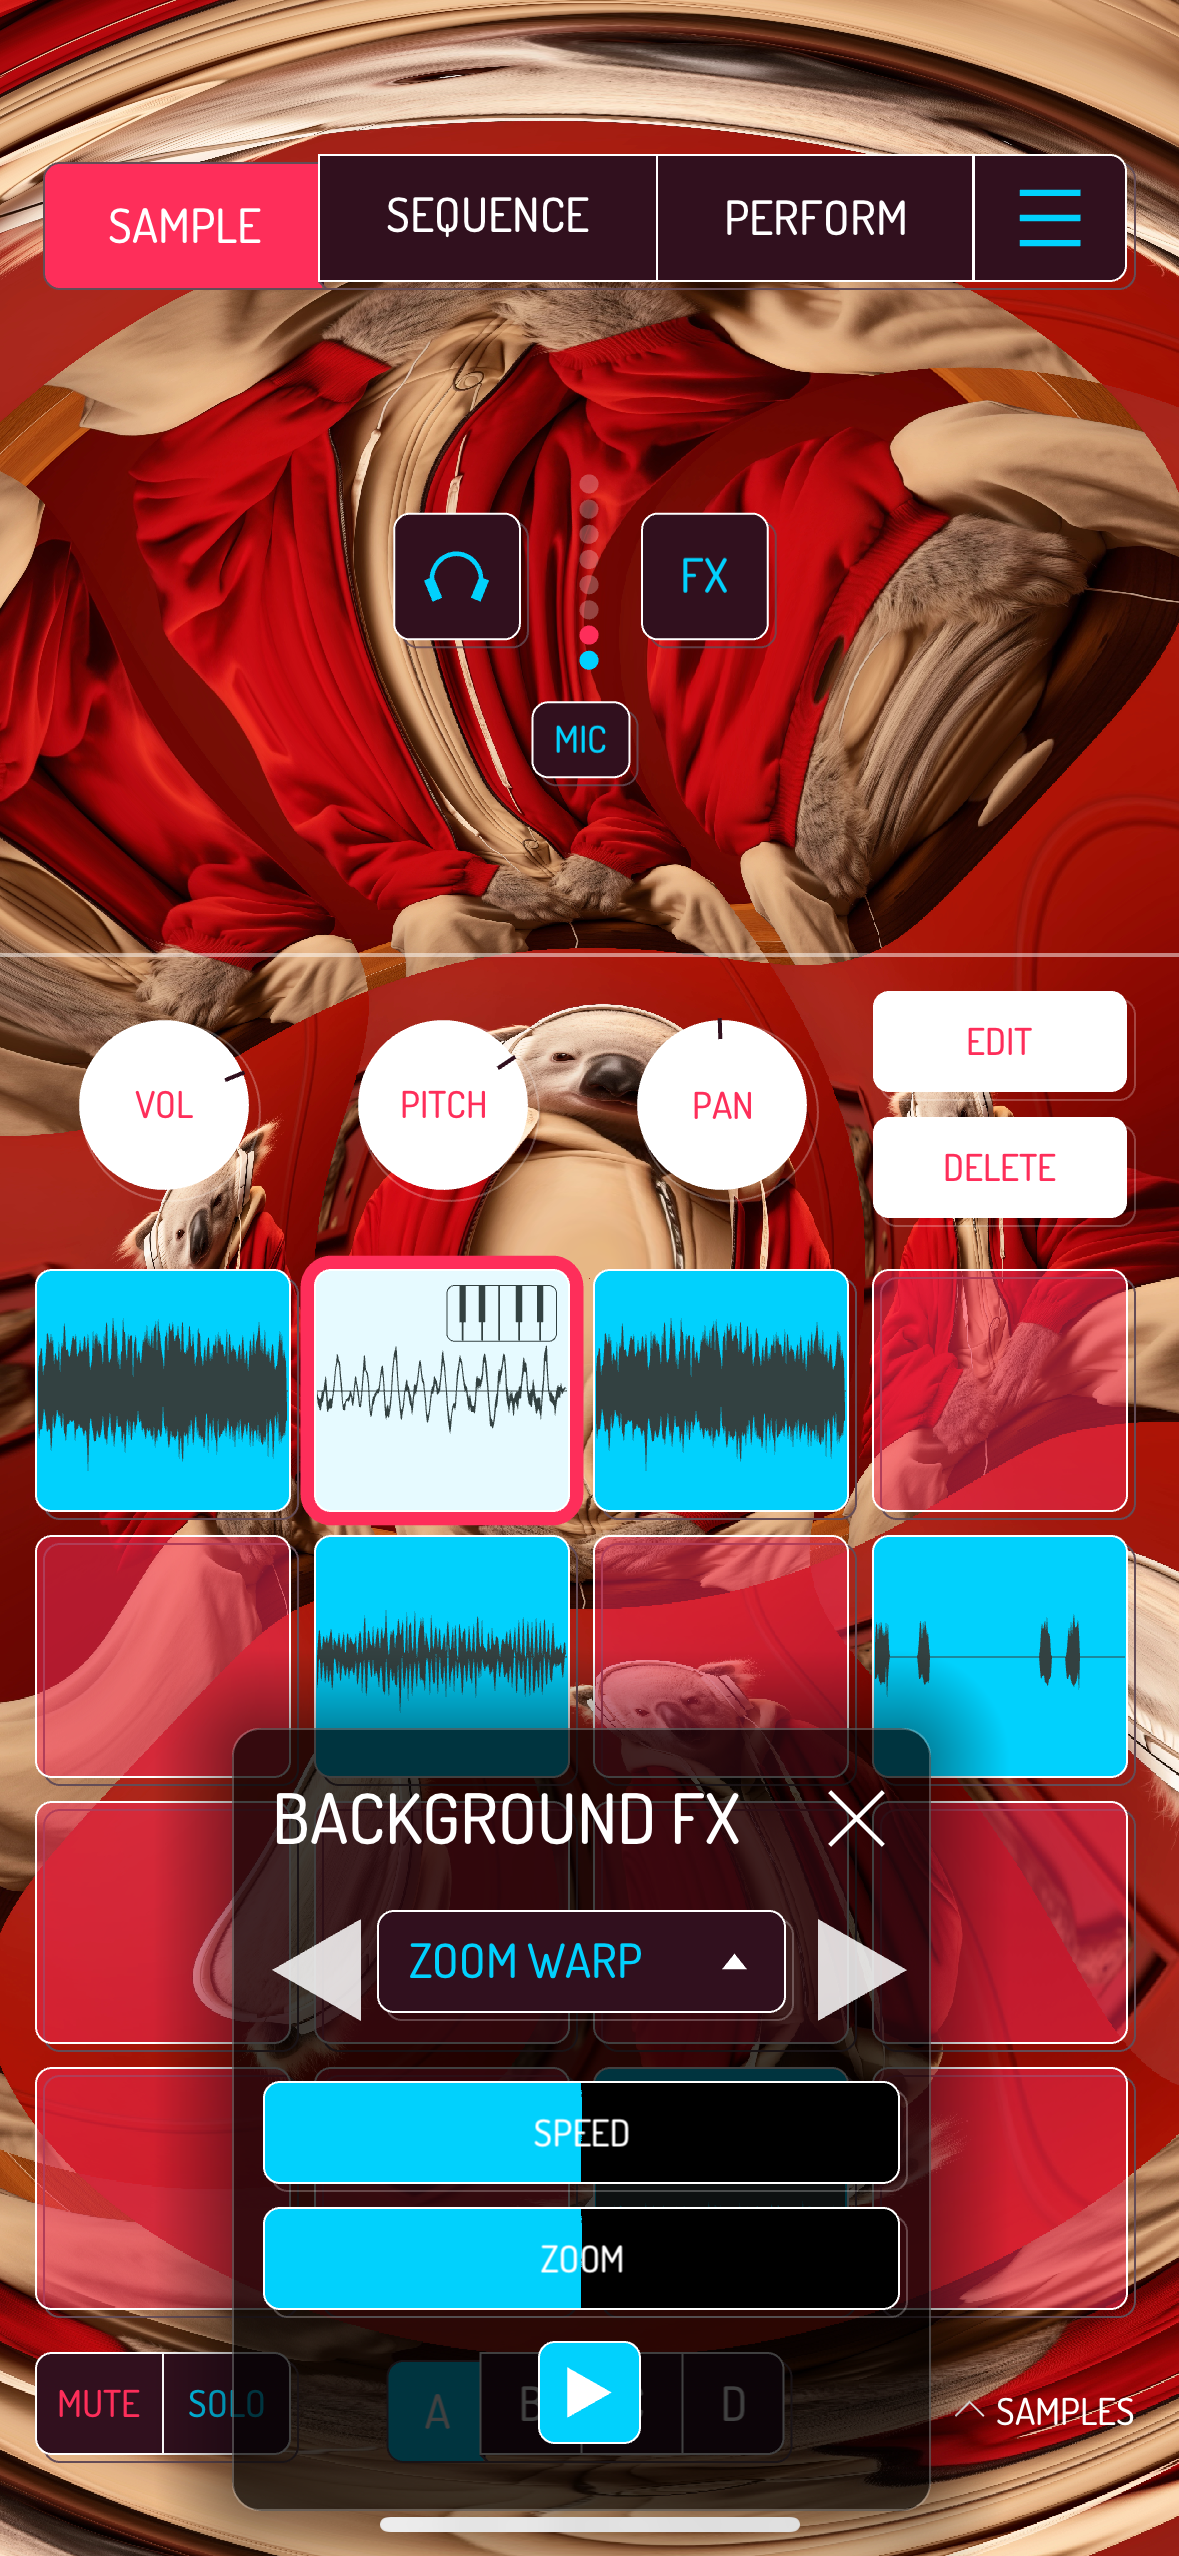 SAMPLE SEQUENCE PERFORM
FX
MIC
VOL PITCH PAN EDIT
DELETE
BACKGROUND FX
ZOOM WARP
SPEED
ZOOM
MUTE SOLO A B D
SAMPLES